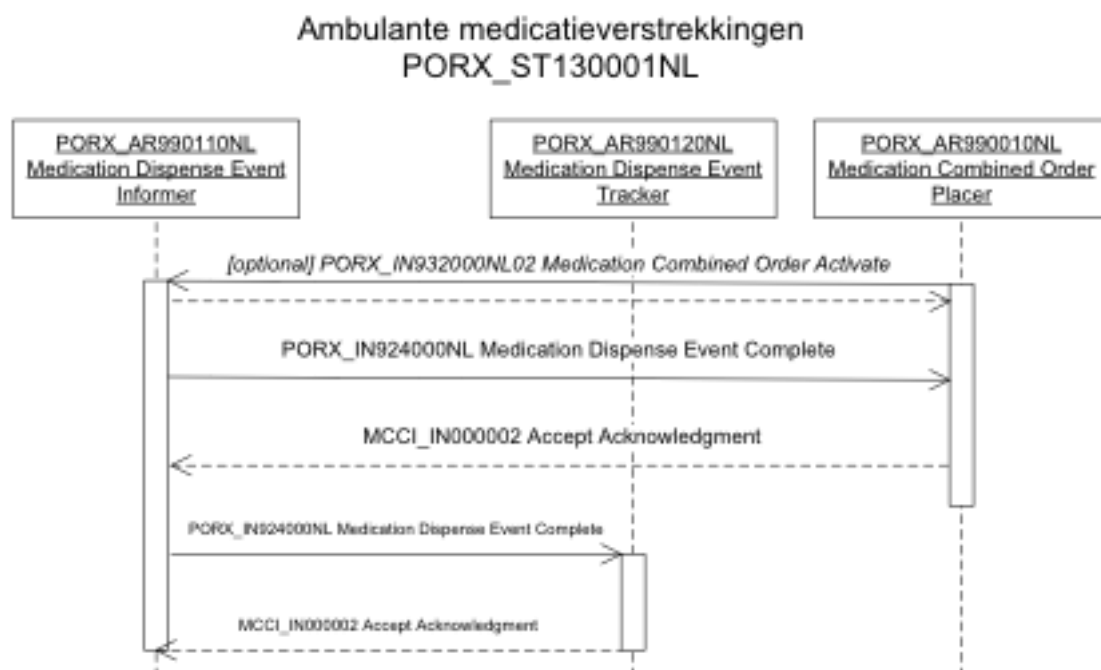 Ambulante medicatieverstrekkingen
PORX_ST130001NL
PORX_AR990110NL
Medication Dispense Event
Informer
PORX_AR990120NL
Medication Dispense Event
Tracker
PORX_AR990010NL
Medication Combined Order
Placer
[optional] PORX_IN932000NL02 Medication Combined Order Activate
PORX_IN924000NL Medication Dispense Event Complete
MCCI_IN000002 Accept Acknowledgment
PORX_IN924000NL Medication Dispense Event Complete
MCCI_IN000002 Accept Acknowledgment